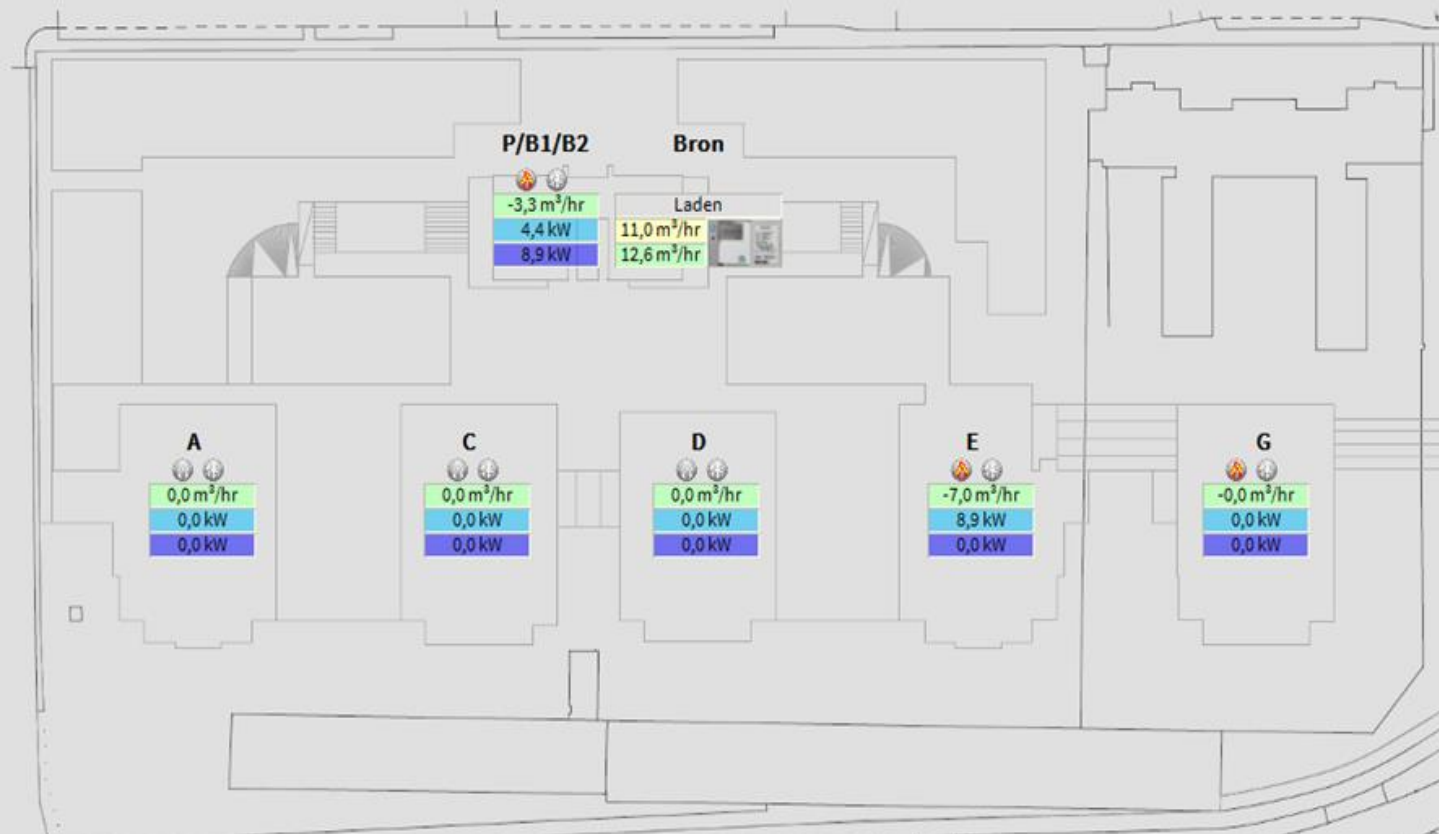 P/B1/B2
Bron
-3,3 m³/hr
4,4 kW
8,9 kW
Laden
11,0 m³/hr
12,6 m³/hr
A
0,0 m³/hr
0,0 kW
0,0 kW
C
0,0 m³/hr
0,0 kW
0,0 kW
D
0,0 m³/hr
0,0 kW
0,0 kW
E
-7,0 m³/hr
8,9 kW
0,0 kW
G
-0,0 m³/hr
0,0 kW
0,0 kW